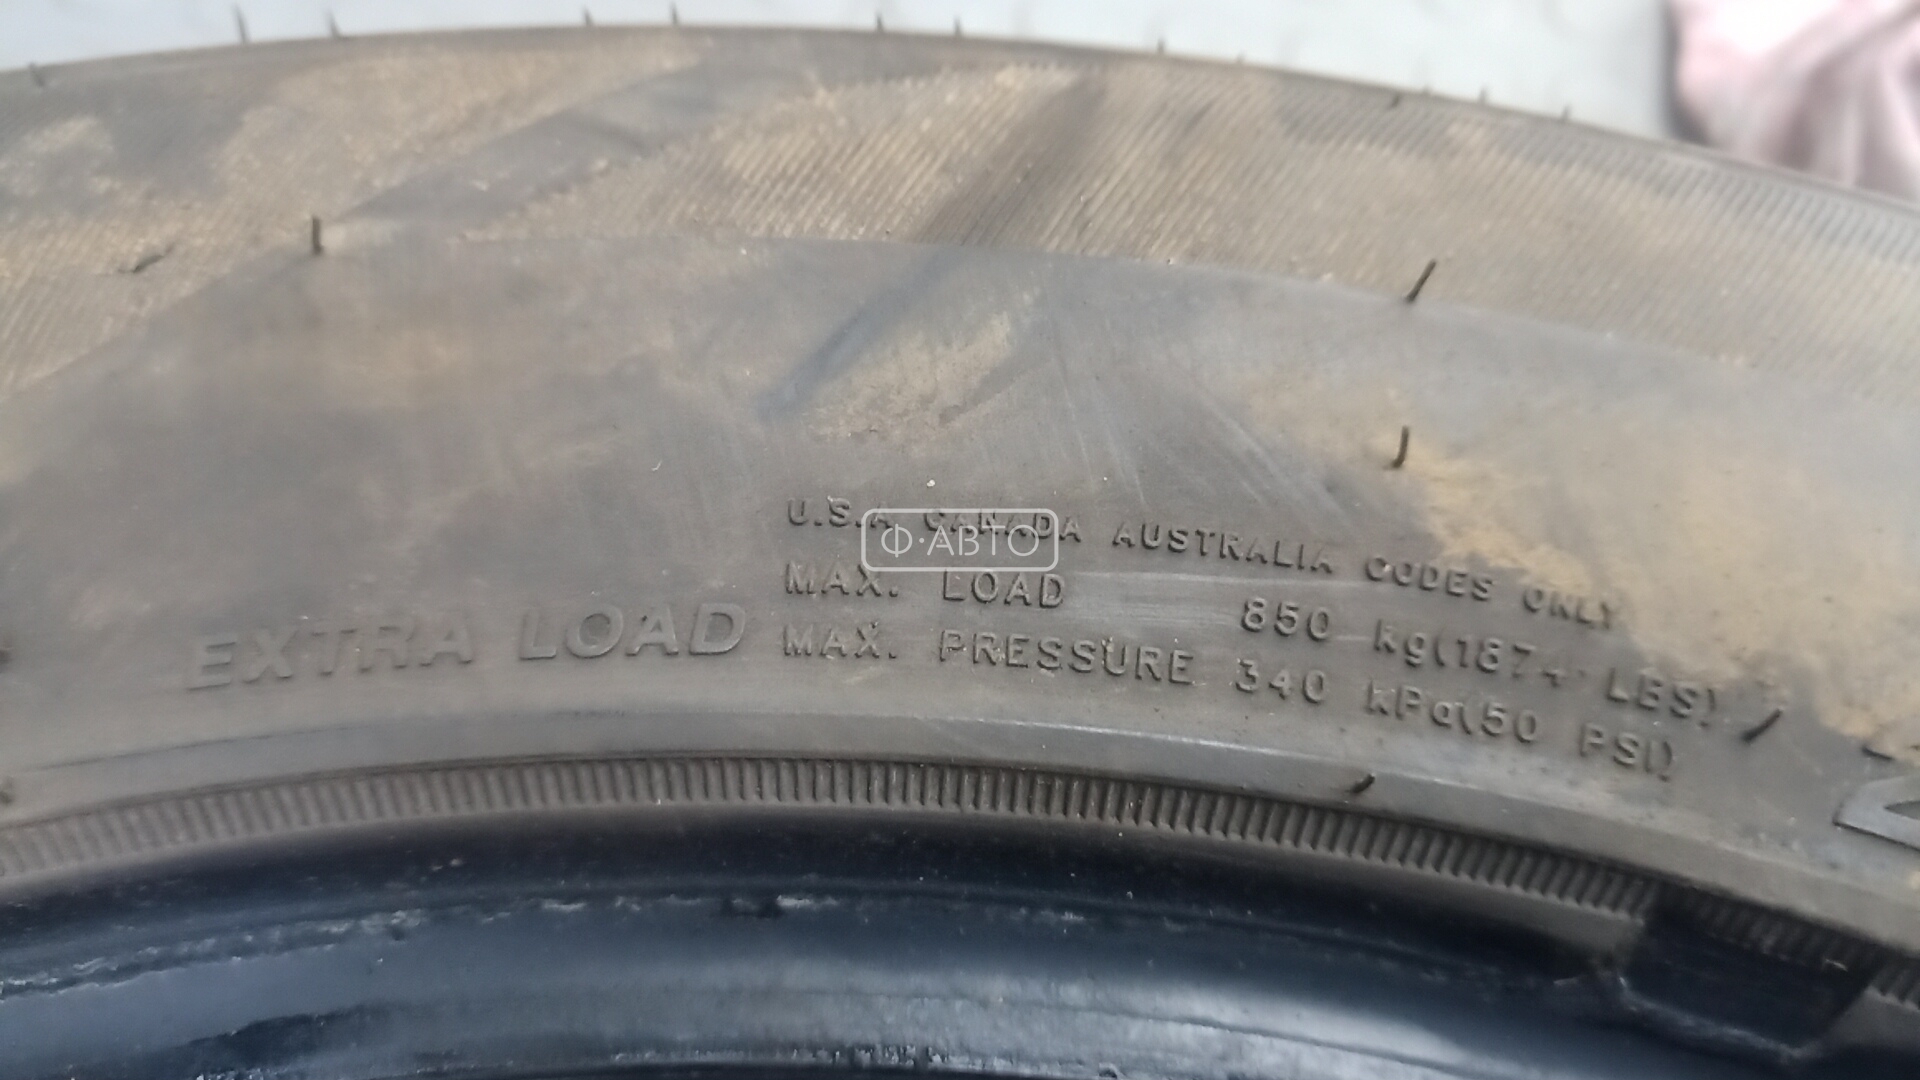 U.S.A. CANADA AUSTRALIA CODES ONLY
MAX. LOAD 850 kg(1874 LBS)
EXTRA LOAD
MAX. PRESSURE 340 kPa(50 PSI)
Ф·АВТО